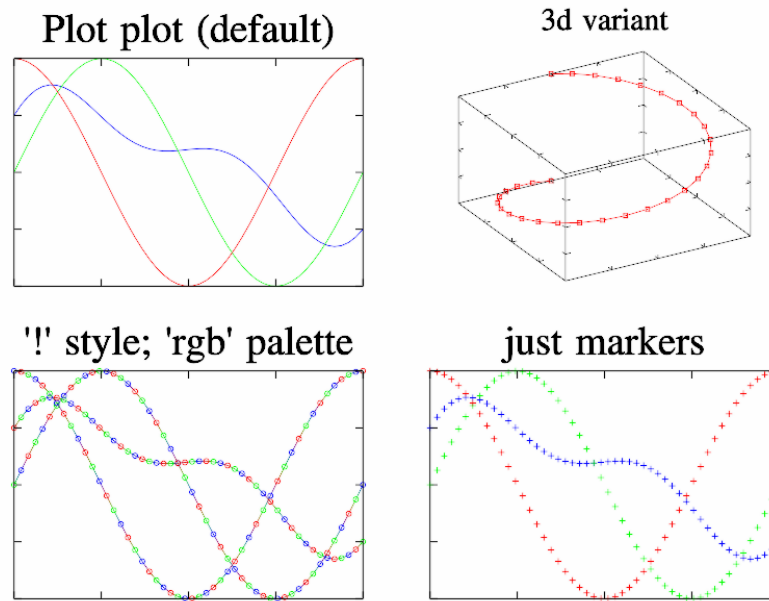 Plot plot (default)
3d variant
'!' style; 'rgb' palette
just markers